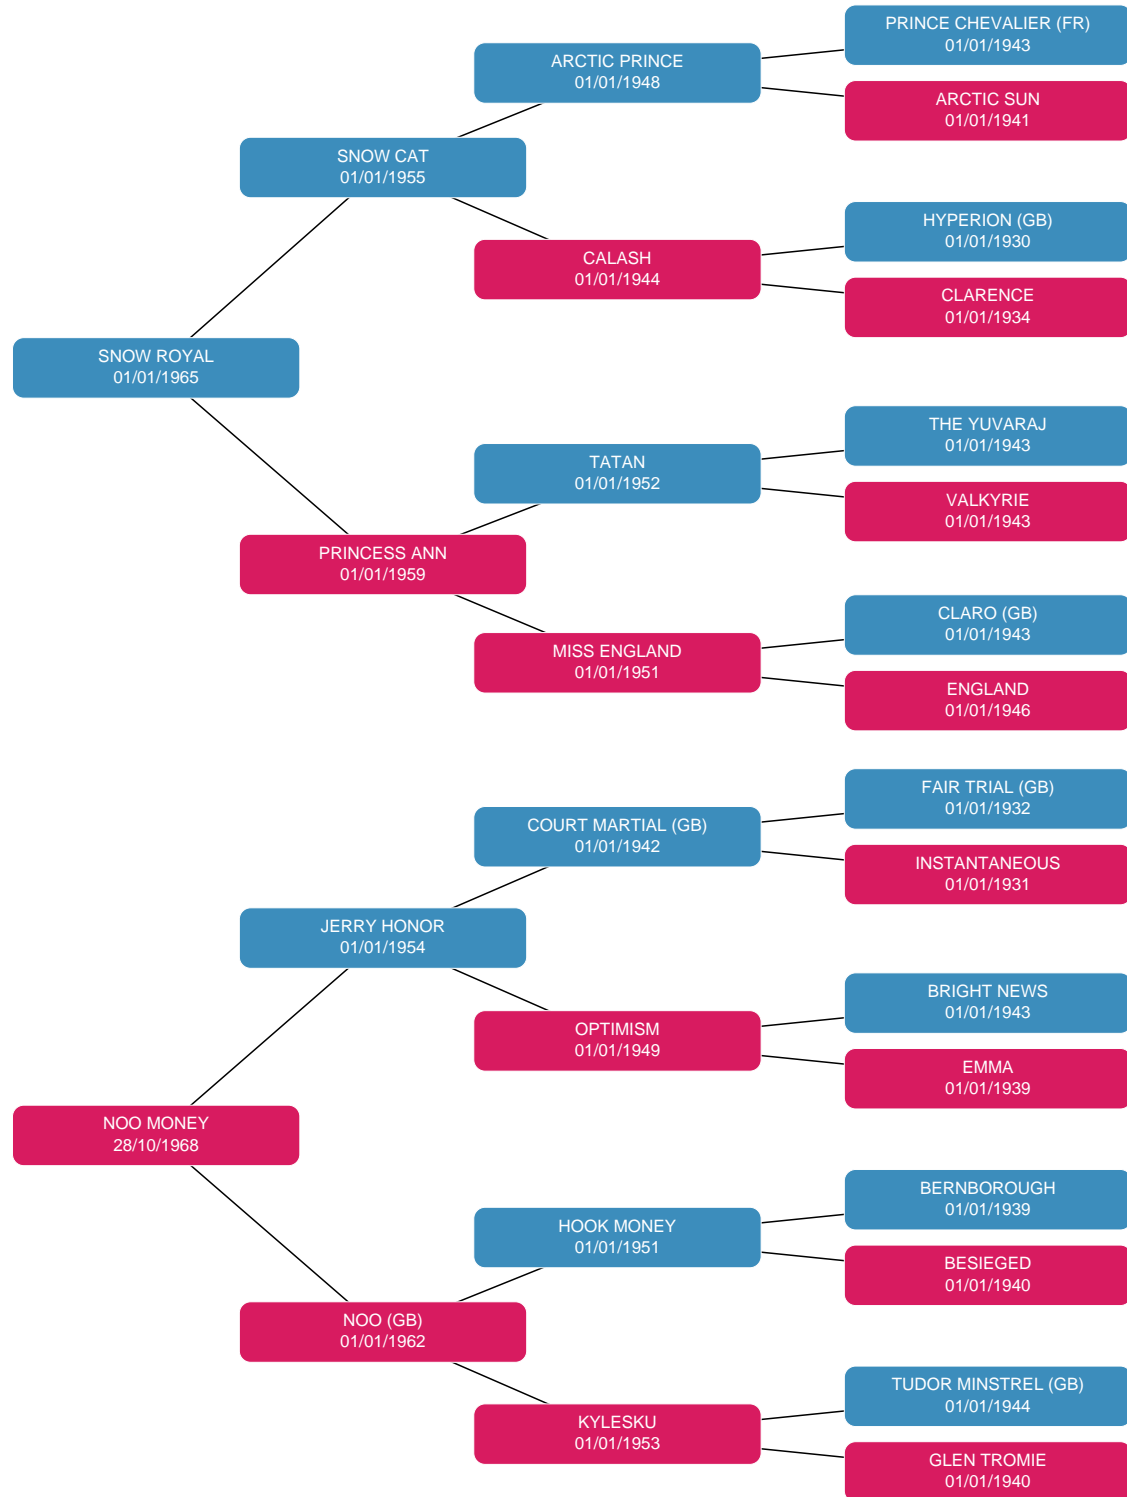 PRINCE CHEVALIER (FR)
01/01/1943
ARCTIC PRINCE
01/01/1948
ARCTIC SUN
01/01/1941
SNOW CAT
01/01/1955
HYPERION (GB)
01/01/1930
CALASH
01/01/1944
CLARENCE
01/01/1934
SNOW ROYAL
01/01/1965
THE YUVARAJ
01/01/1943
TATAN
01/01/1952
VALKYRIE
01/01/1943
PRINCESS ANN
01/01/1959
CLARO (GB)
01/01/1943
MISS ENGLAND
01/01/1951
ENGLAND
01/01/1946
FAIR TRIAL (GB)
01/01/1932
COURT MARTIAL (GB)
01/01/1942
INSTANTANEOUS
01/01/1931
JERRY HONOR
01/01/1954
BRIGHT NEWS
01/01/1943
OPTIMISM
01/01/1949
EMMA
01/01/1939
NOO MONEY
28/10/1968
BERNBOROUGH
01/01/1939
HOOK MONEY
01/01/1951
BESIEGED
01/01/1940
NOO (GB)
01/01/1962
TUDOR MINSTREL (GB)
01/01/1944
KYLESKU
01/01/1953
GLEN TROMIE
01/01/1940